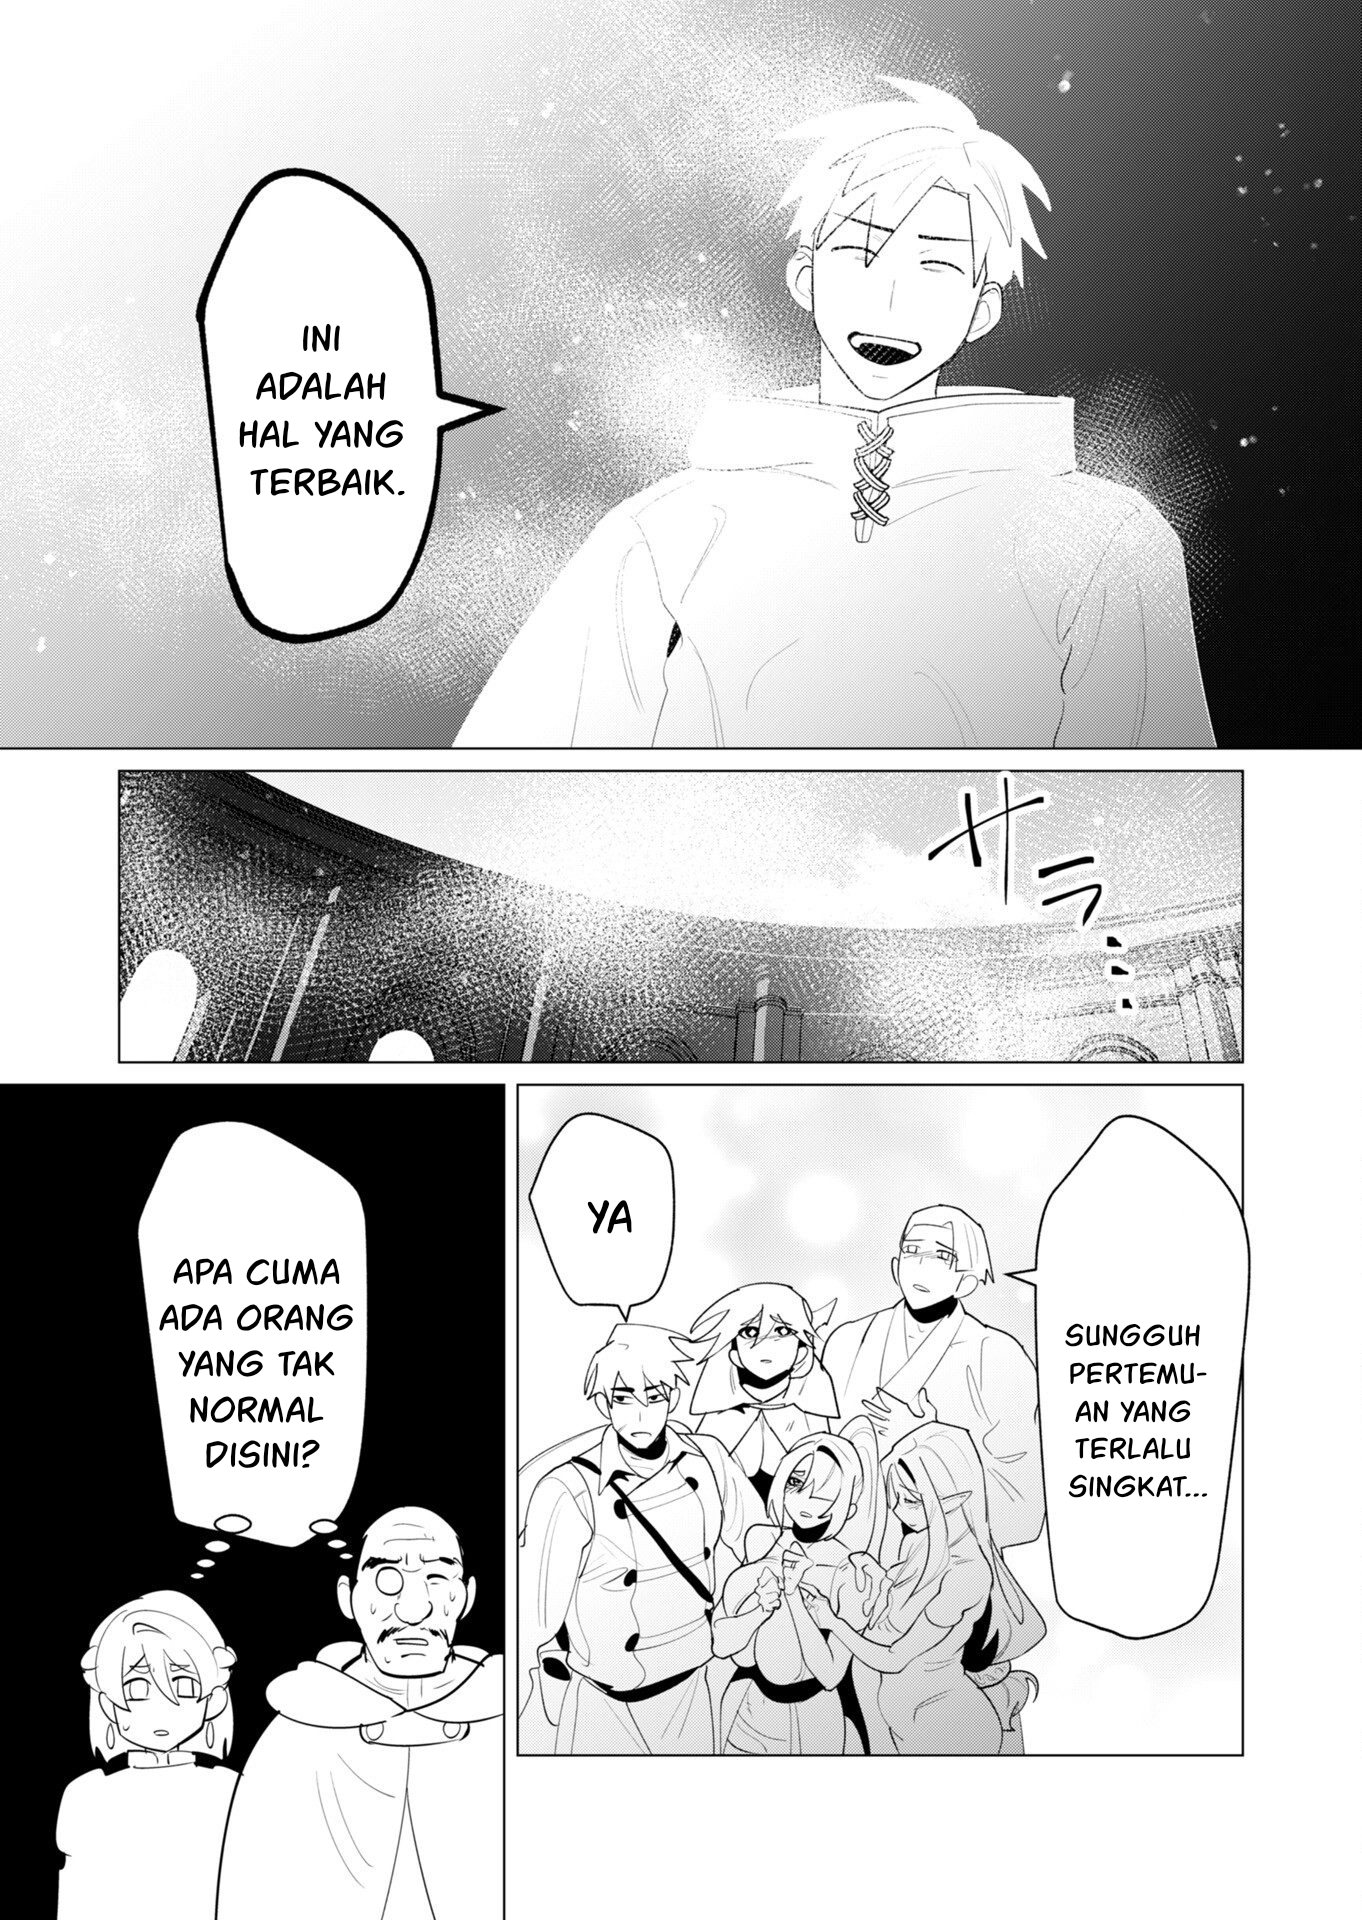 INI
ADALAH
HAL YANG
TERBAIK.
サラ…
SUNGGUH
PERTEMU-
AN YANG
TERLALU
SINGKAT...
YA
APA CUMA
ADA ORANG
YANG TAK
NORMAL
DISINI?